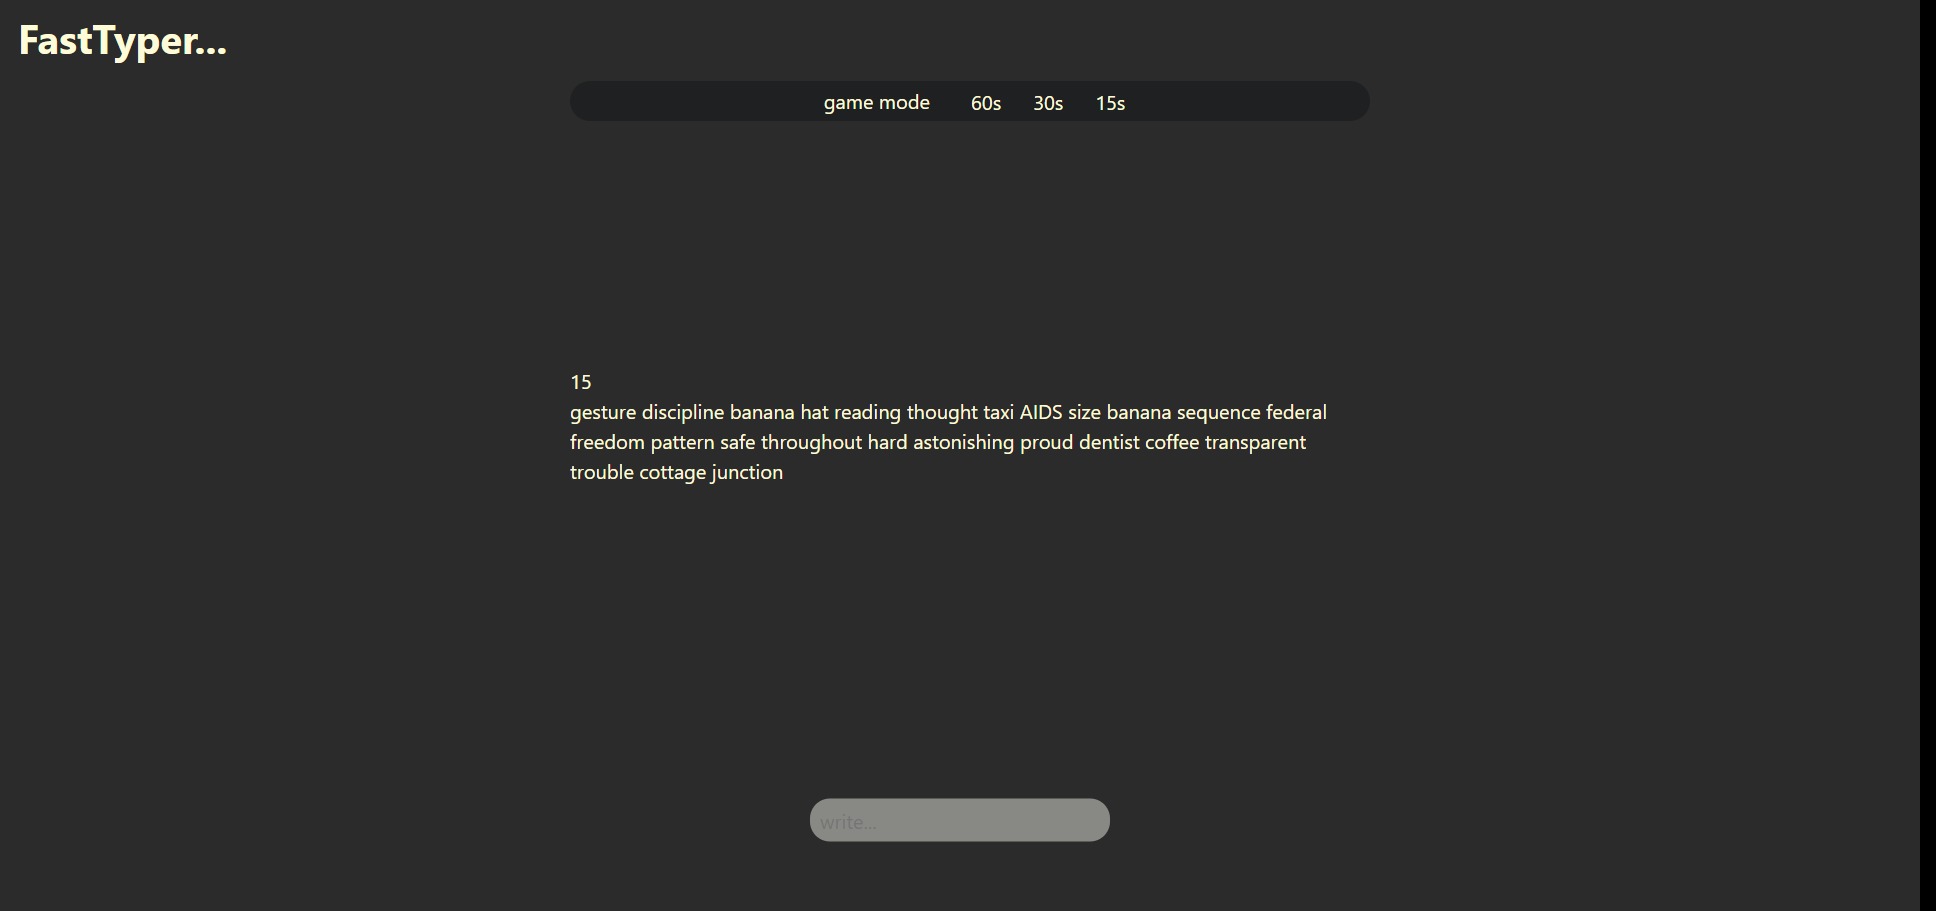 FastTyper...
game mode 60s 30s 15s
15
gesture discipline banana hat reading thought taxi AIDS size banana sequence federal
freedom pattern safe throughout hard astonishing proud dentist coffee transparent
trouble cottage junction
write...